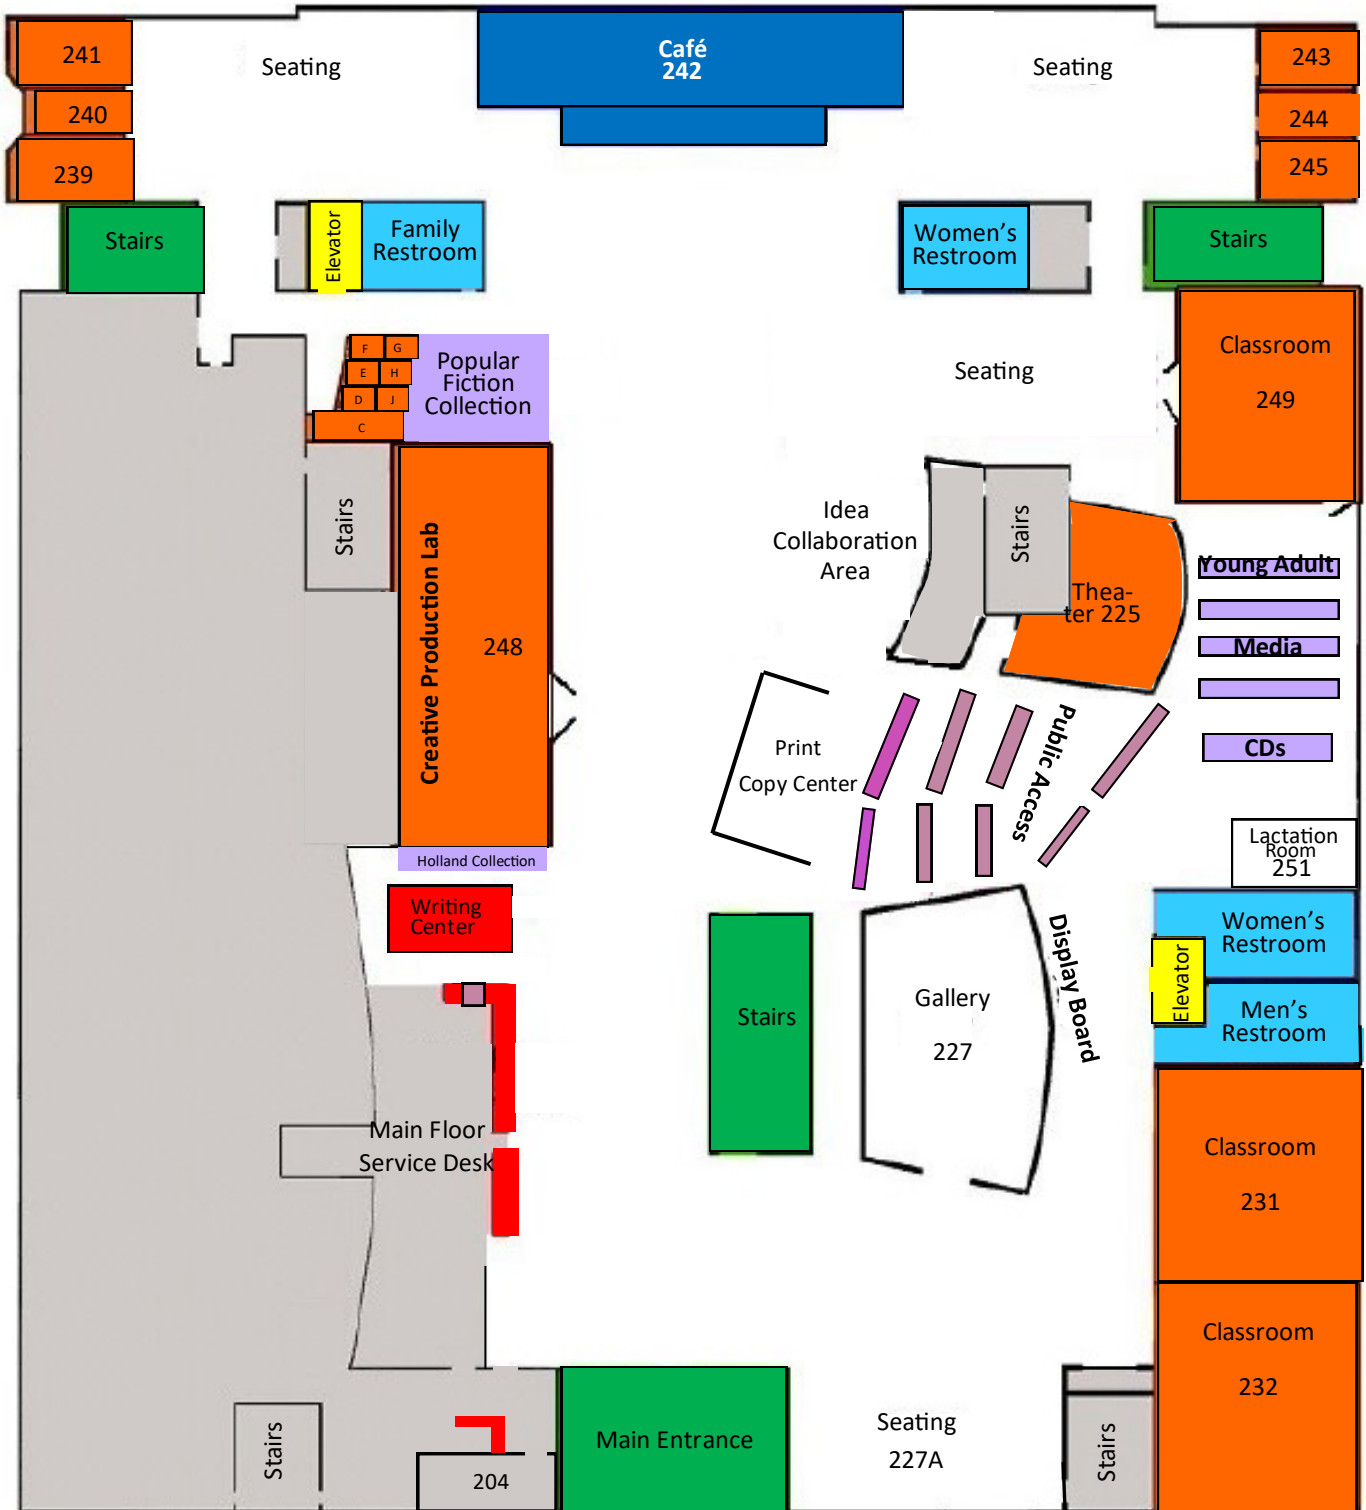 241
240
239
Seating
Café
242
Seating
243
244
245
Stairs
Elevator
Family
Restroom
Women's
Restroom
Stairs
F
G
E
H
D
J
C
Popular
Fiction
Collection
Seating
Classroom
249
Stairs
Creative Production Lab
248
Idea
Collaboration
Area
Stairs
Thea-
ter 225
Young Adult
Media
CDs
Print
Copy Center
Public Access
Lactation
Room
251
Holland Collection
Writing
Center
Women's
Restroom
Elevator
Men's
Restroom
Stairs
Gallery
227
Display Board
Main Floor
Service Desk
Classroom
231
Classroom
232
Stairs
204
Main Entrance
Seating
227A
Stairs